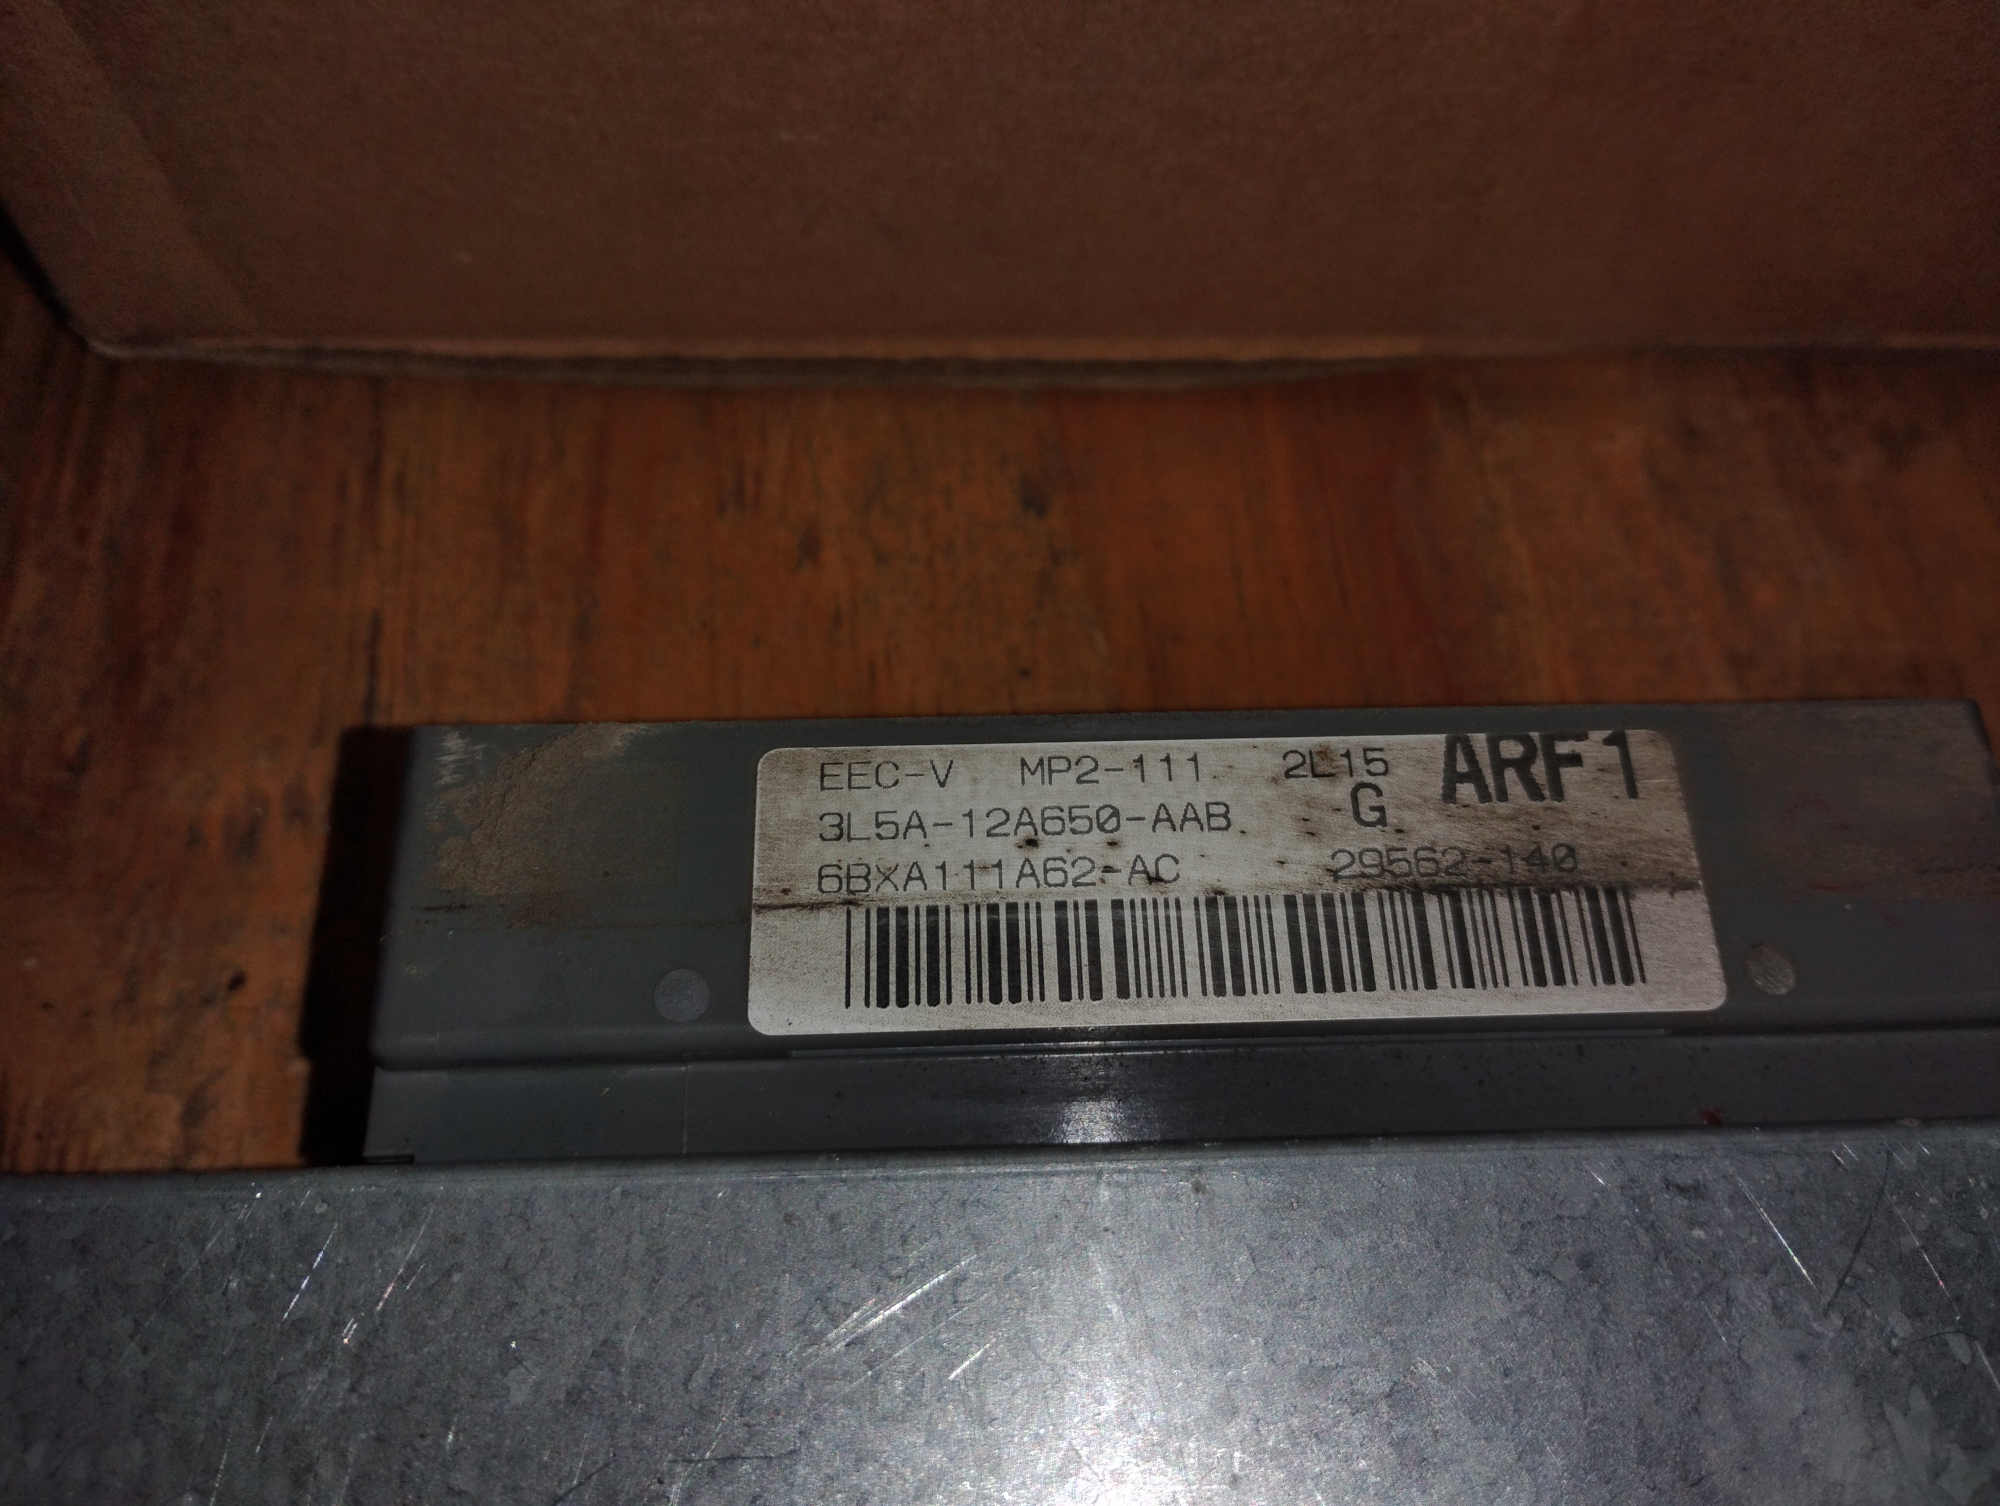 EEC-V MP2-111 2L15 ARF1
3L5A-12A650-AAB G
6BXA111A62-AC 29562-140